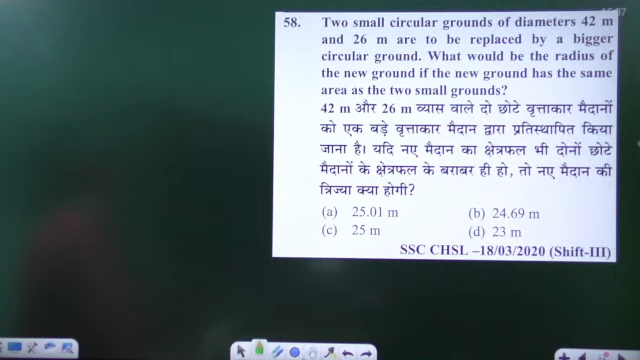 58. Two small circular grounds of diameters 42 m
and 26 m are to be replaced by a bigger
circular ground. What would be the radius of
the new ground if the new ground has the same
area as the two small grounds?
42 m और 26 m व्यास वाले दो छोटे वृत्ताकार मैदानों
को एक बड़े वृत्ताकार मैदान द्वारा प्रतिस्थापित किया
जाना है। यदि नए मैदान का क्षेत्रफल भी दोनों छोटे
मैदानों के क्षेत्रफल के बराबर ही हो, तो नए मैदान की
त्रिज्या क्या होगी?
(a) 25.01 m (b) 24.69 m
(c) 25 m (d) 23 m
SSC CHSL –18/03/2020 (Shift-III)